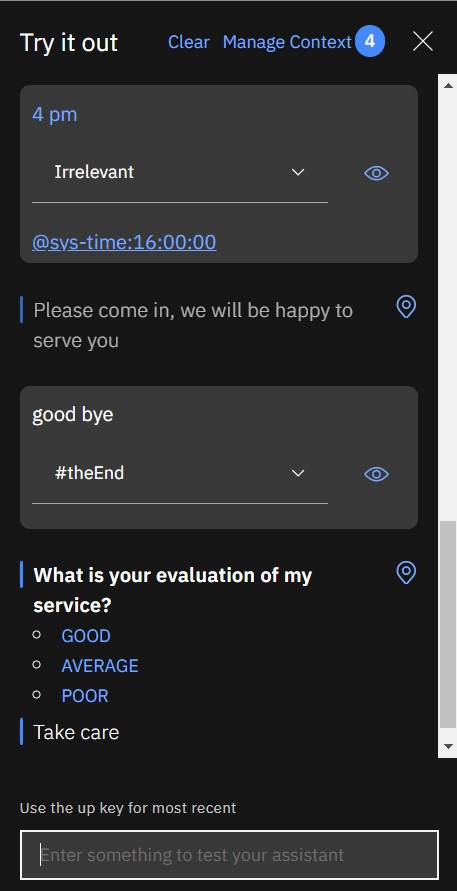 Try it out Clear Manage Context 4
4 pm
Irrelevant
@sys-time:16:00:00
Please come in, we will be happy to
serve you
good bye
#theEnd
What is your evaluation of my
service?
GOOD
AVERAGE
POOR
Take care
Use the up key for most recent
Enter something to test your assistant